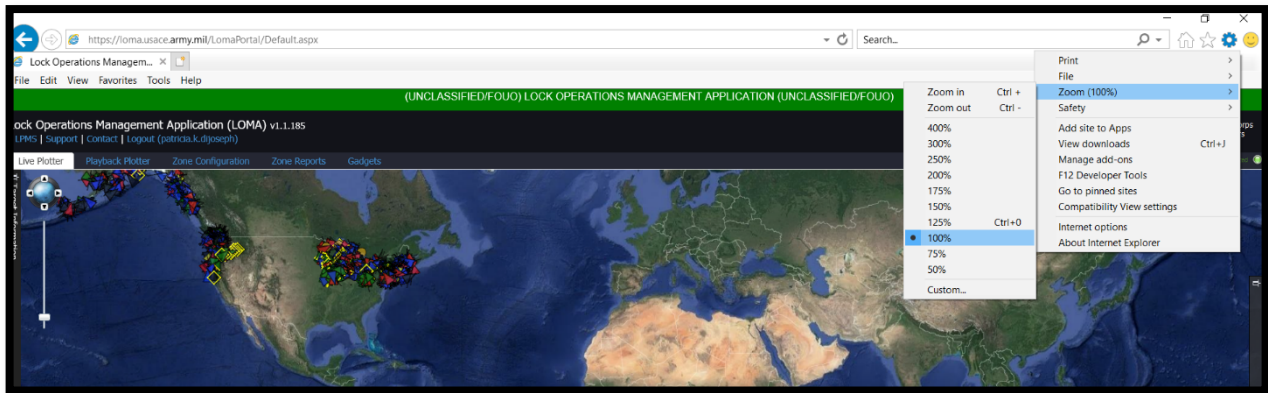 https://loma.usace.army.mil/LomaPortal/Default.aspx
Search...
Lock Operations Managem...
File Edit View Favorites Tools Help
(UNCLASSIFIED/FOUO) LOCK OPERATIONS MANAGEMENT APPLICATION (UNCLASSIFIED/FOUO)
ock Operations Management Application (LOMA) v1.1.185
LPMS | Support | Contact | Logout (patricia.k.dijoseph)
Live Plotter Playback Plotter Zone Configuration Zone Reports Gadgets
Zoom in Ctrl +
Zoom out Ctrl -
400%
300%
250%
200%
175%
150%
125% Ctrl+0
100%
75%
50%
Custom...
Print
File
Zoom (100%)
Safety
Add site to Apps
View downloads Ctrl+J
Manage add-ons
F12 Developer Tools
Go to pinned sites
Compatibility View settings
Internet options
About Internet Explorer